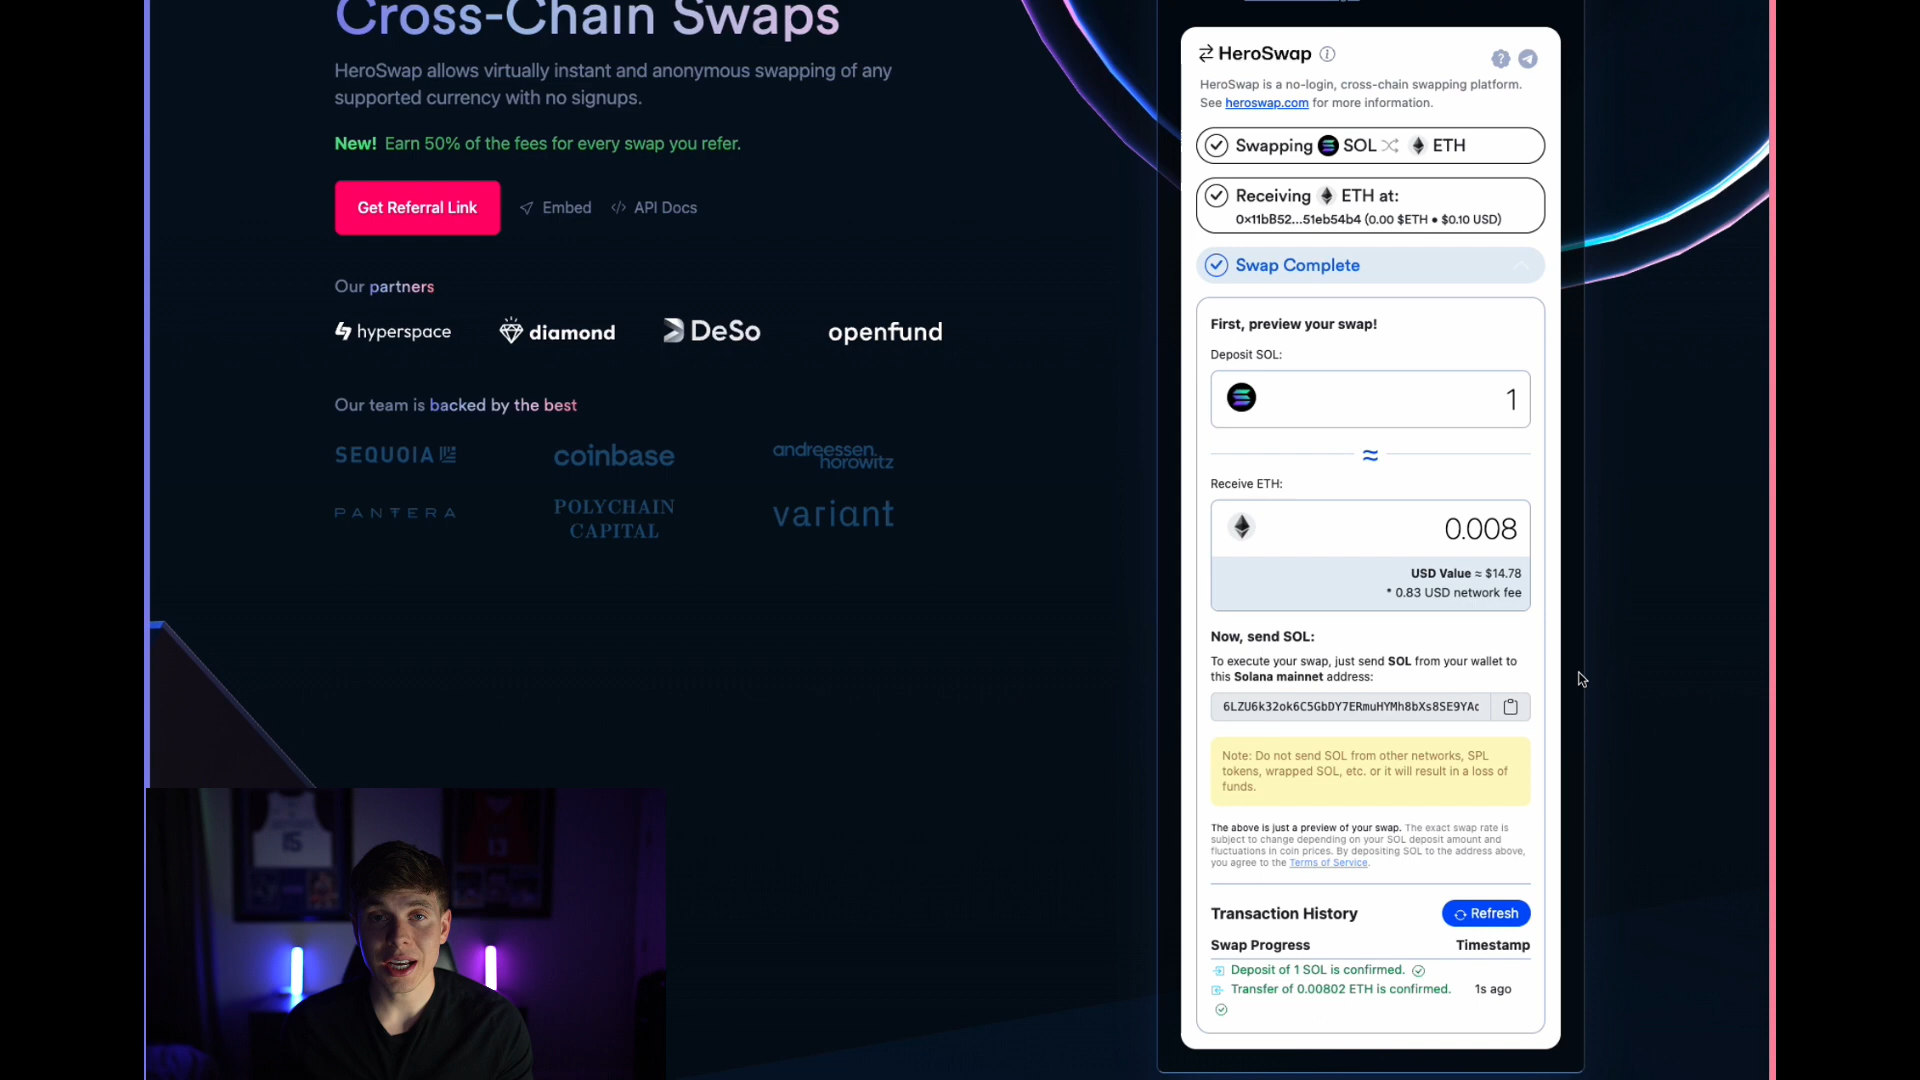 Cross-Chain Swaps
HeroSwap allows virtually instant and anonymous swapping of any
supported currency with no signups.
New! Earn 50% of the fees for every swap you refer.
Get Referral Link
Embed
API Docs
Our partners
hyperspace
diamond
DeSo
openfund
Our team is backed by the best
SEQUOIA
coinbase
andreessen.
horowitz
PANTERA
POLYCHAIN
CAPITAL
variant
HeroSwap
HeroSwap is a no-login, cross-chain swapping platform.
See heroswap.com for more information.
Swapping SOL ETH
Receiving ETH at:
0x11bB52...51eb54b4 (0.00 $ETH • $0.10 USD)
Swap Complete
First, preview your swap!
Deposit SOL:
1
≈
Receive ETH:
0.008
USD Value ≈ $14.78
* 0.83 USD network fee
Now, send SOL:
To execute your swap, just send SOL from your wallet to
this Solana mainnet address:
6LZU6k32ok6C5GbDY7ERmuHYMh8bXs8SE9YAc
Note: Do not send SOL from other networks, SPL
tokens, wrapped SOL, etc. or it will result in a loss of
funds.
The above is just a preview of your swap. The exact swap rate is
subject to change depending on your SOL deposit amount and
fluctuations in coin prices. By depositing SOL to the address above,
you agree to the Terms of Service.
Transaction History
Refresh
Swap Progress Timestamp
Deposit of 1 SOL is confirmed.
Transfer of 0.00802 ETH is confirmed. 1s ago
15
13